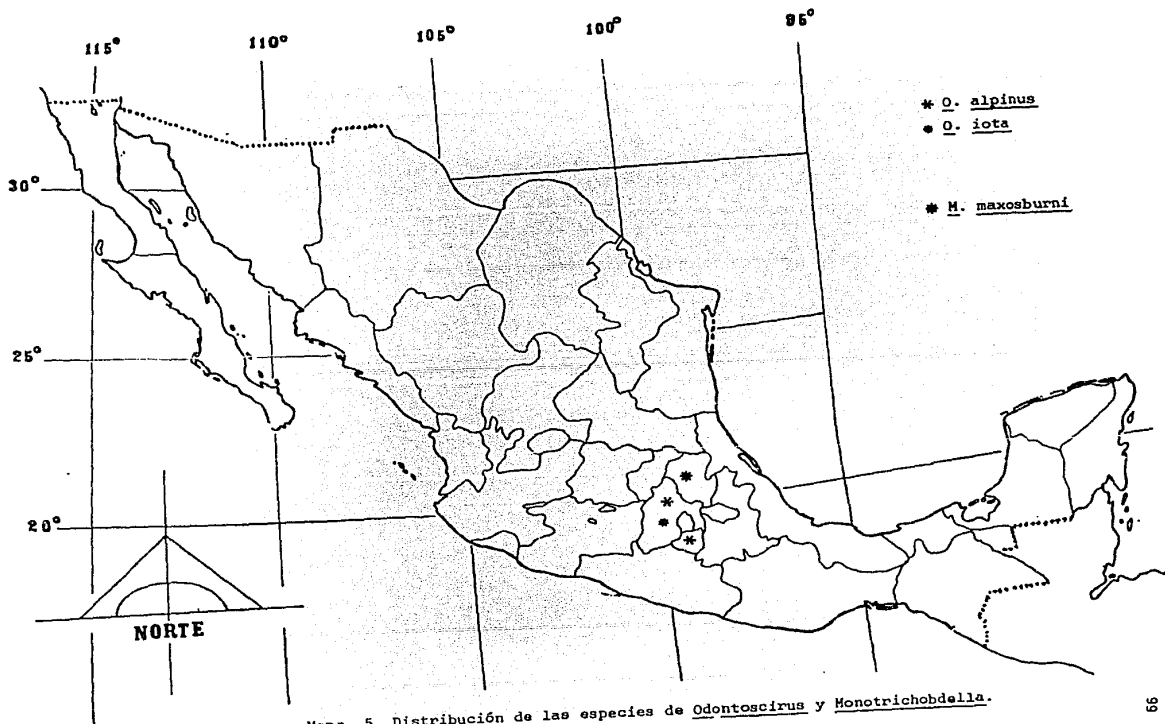 115°
110°
105°
100°
95°
* O. alpinus
• O. iota
30°
* M. maxosburni
25°
20°
NORTE
Mapa 5. Distribución de las especies de Odontoscirus y Monotrichobdella.
66